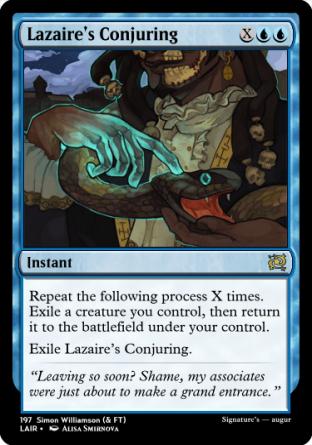 Lazaire's Conjuring XUU
Instant
Repeat the following process X times.
Exile a creature you control, then return
it to the battlefield under your control.
Exile Lazaire's Conjuring.
"Leaving so soon? Shame, my associates
were just about to make a grand entrance."
197 Simon Williamson (& FT) Signature's — augur
LAIR • Alisa Smirnova